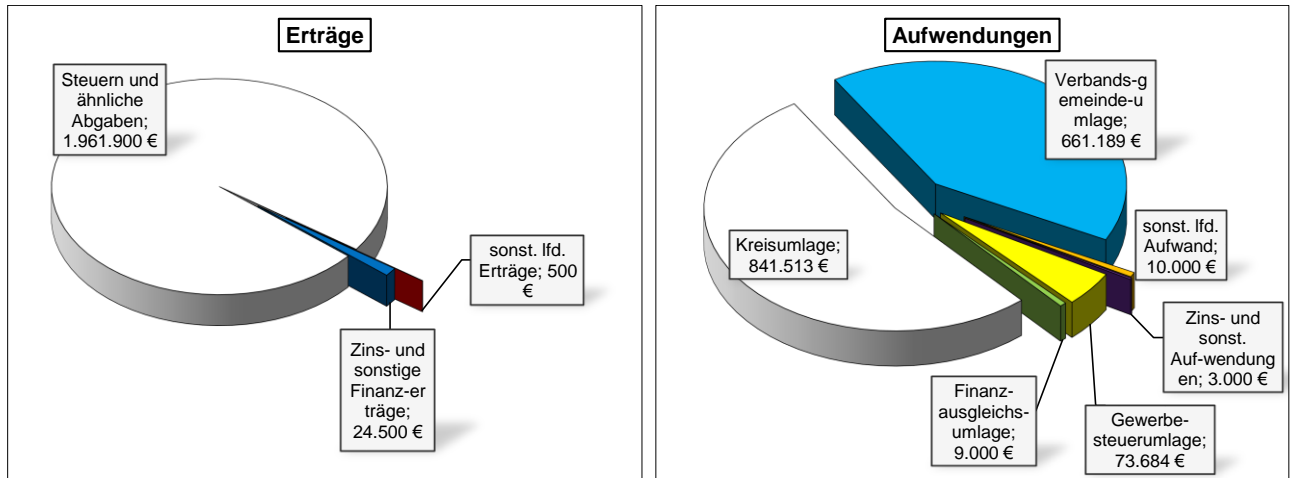 Erträge
Steuern und
ähnliche
Abgaben;
1.961.900 €
sonst. lfd.
Erträge; 500
€
Zins- und
sonstige
Finanz-er
träge;
24.500 €
Aufwendungen
Verbands-g
emeinde-u
mlage;
661.189 €
Kreisumlage;
841.513 €
sonst. lfd.
Aufwand;
10.000 €
Zins- und
sonst.
Auf-wendung
en; 3.000 €
Finanz-
ausgleichs-
umlage;
9.000 €
Gewerbe-
steuerumlage;
73.684 €